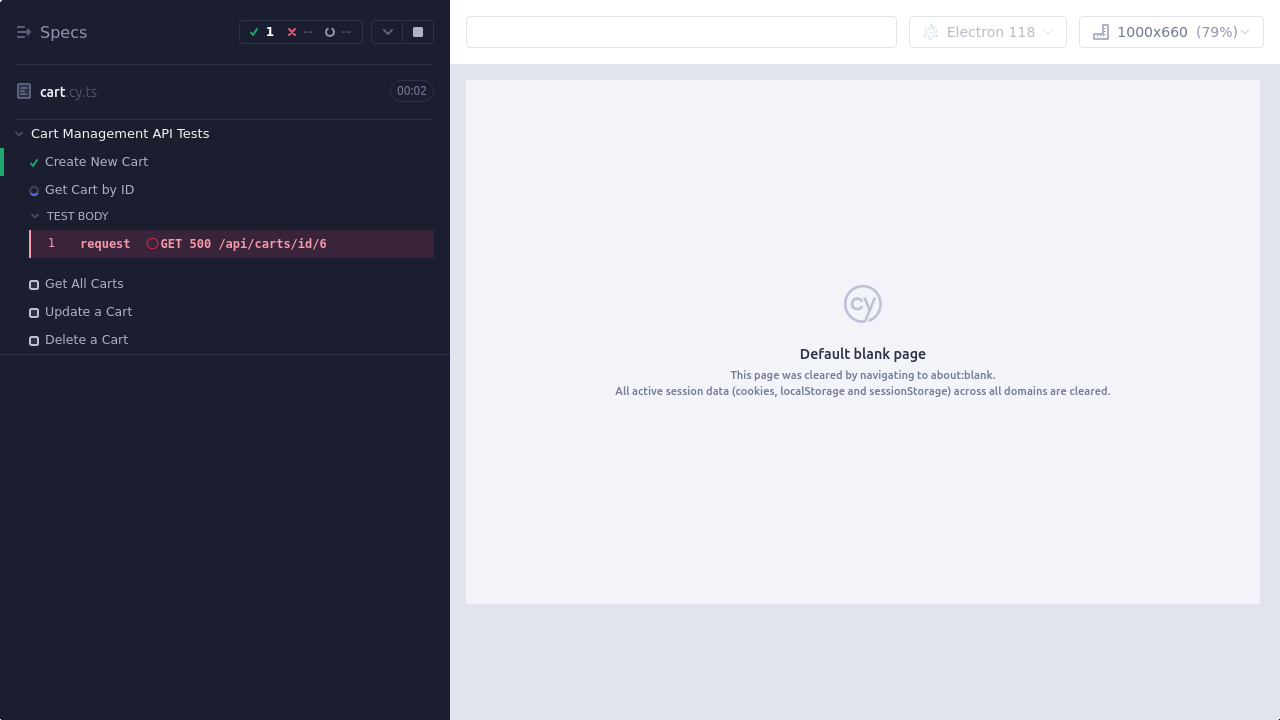 Specs
1 -- --
cart.cy.ts
00:02
Cart Management API Tests
Create New Cart
Get Cart by ID
TEST BODY
1 request GET 500 /api/carts/id/6
Get All Carts
Update a Cart
Delete a Cart
Electron 118
1000x660 (79%)
cy
Default blank page
This page was cleared by navigating to about:blank.
All active session data (cookies, localStorage and sessionStorage) across all domains are cleared.